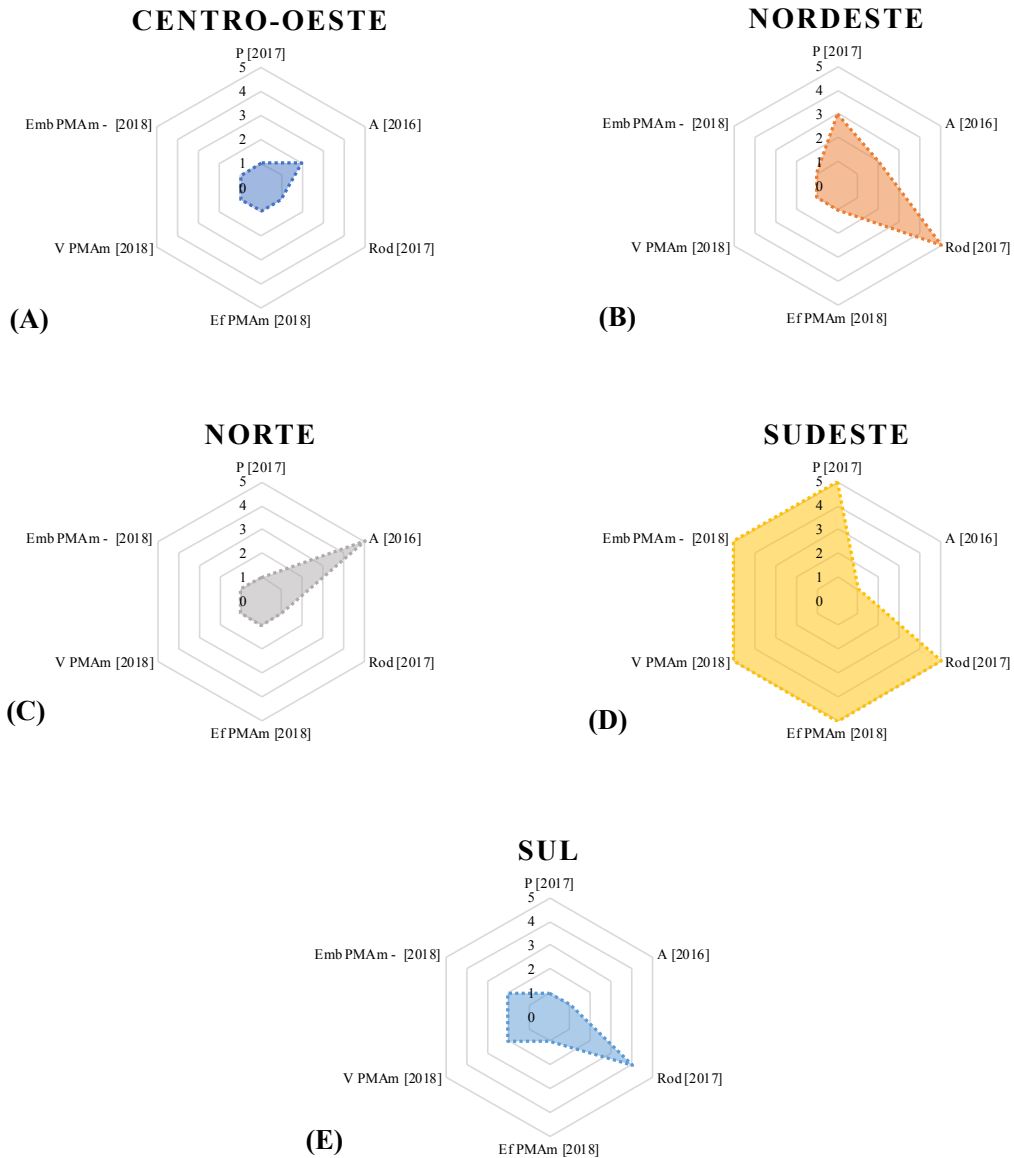 CENTRO-OESTE
P [2017]
5
4
3
2
1
0
A [2016]
Rod [2017]
Ef PMAm [2018]
V PMAm [2018]
Emb PMAm - [2018]
(A)
NORDESTE
P [2017]
5
4
3
2
1
0
A [2016]
Rod [2017]
Ef PMAm [2018]
V PMAm [2018]
Emb PMAm - [2018]
(B)
NORTE
P [2017]
5
4
3
2
1
0
A [2016]
Rod [2017]
Ef PMAm [2018]
V PMAm [2018]
Emb PMAm - [2018]
(C)
SUDESTE
P [2017]
5
4
3
2
1
0
A [2016]
Rod [2017]
Ef PMAm [2018]
V PMAm [2018]
Emb PMAm - [2018]
(D)
SUL
P [2017]
5
4
3
2
1
0
A [2016]
Rod [2017]
Ef PMAm [2018]
V PMAm [2018]
Emb PMAm - [2018]
(E)